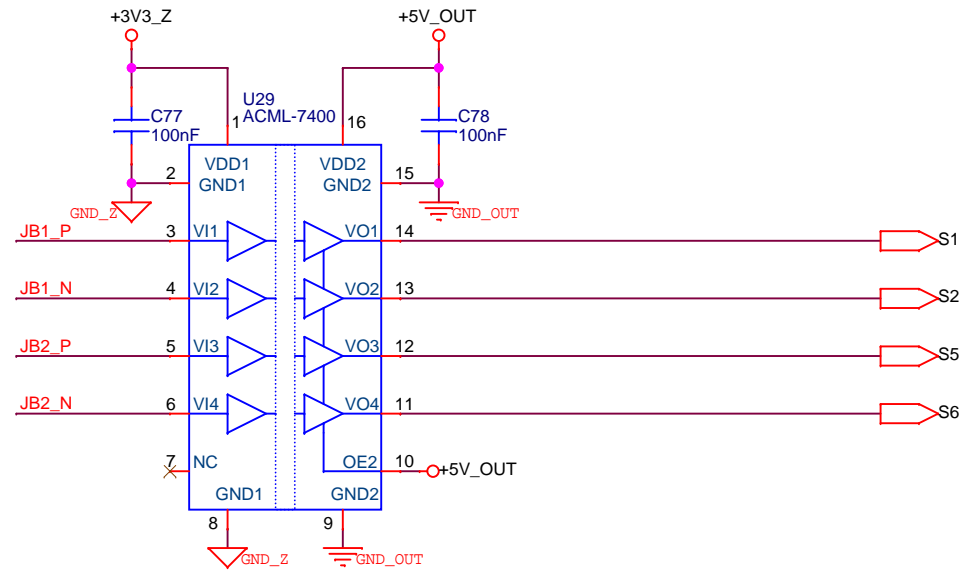 +3V3_Z
+5V_OUT
U29
ACML-7400
C77
100nF
C78
100nF
1
16
VDD1
VDD2
2
GND1
GND2
15
GND_Z
GND_OUT
JB1_P
3
VI1
VO1
14
S1
JB1_N
4
VI2
VO2
13
S2
JB2_P
5
VI3
VO3
12
S5
JB2_N
6
VI4
VO4
11
S6
7
NC
OE2
10
+5V_OUT
GND1
GND2
8
9
GND_Z
GND_OUT